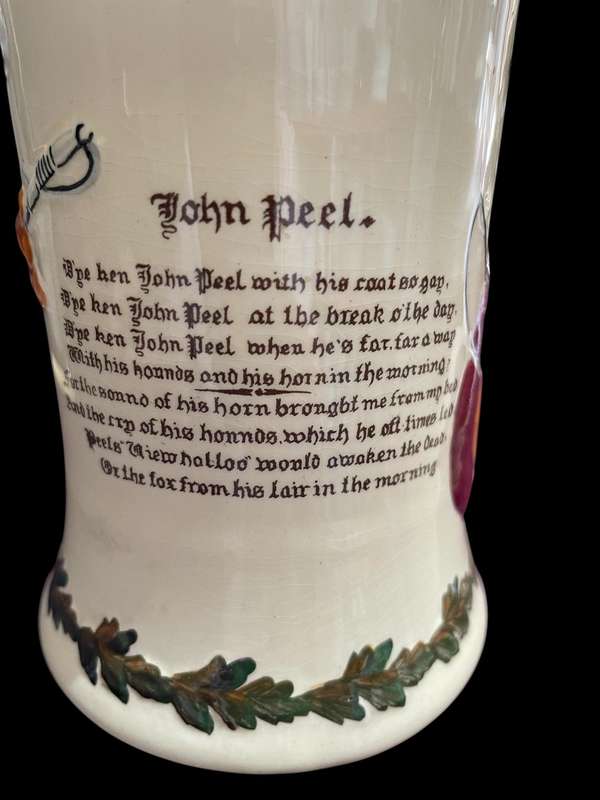 John Peel.
D'ye ken John Peel with his coat so gay,
D'ye ken John Peel at the break o'the day,
D'ye ken John Peel when he's far, far a way
With his hounds and his horn in the morning;
For the sound of his horn brought me from my bed
And the cry of his hounds, which he oft times led
Peels "View halloo" would awaken the dead,
Or the fox from his lair in the morning